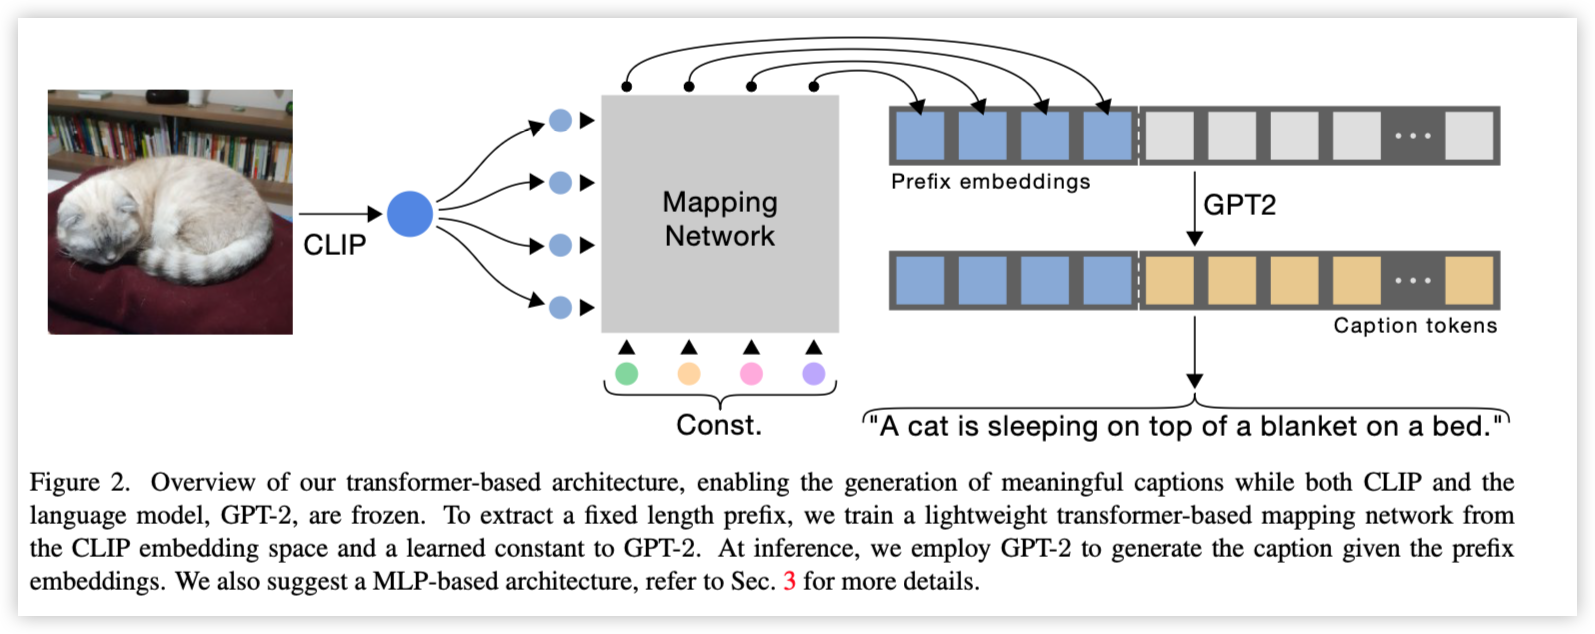 CLIP
Mapping
Network
Const.
Prefix embeddings
GPT2
Caption tokens
"A cat is sleeping on top of a blanket on a bed."
Figure 2. Overview of our transformer-based architecture, enabling the generation of meaningful captions while both CLIP and the
language model, GPT-2, are frozen. To extract a fixed length prefix, we train a lightweight transformer-based mapping network from
the CLIP embedding space and a learned constant to GPT-2. At inference, we employ GPT-2 to generate the caption given the prefix
embeddings. We also suggest a MLP-based architecture, refer to Sec. 3 for more details.